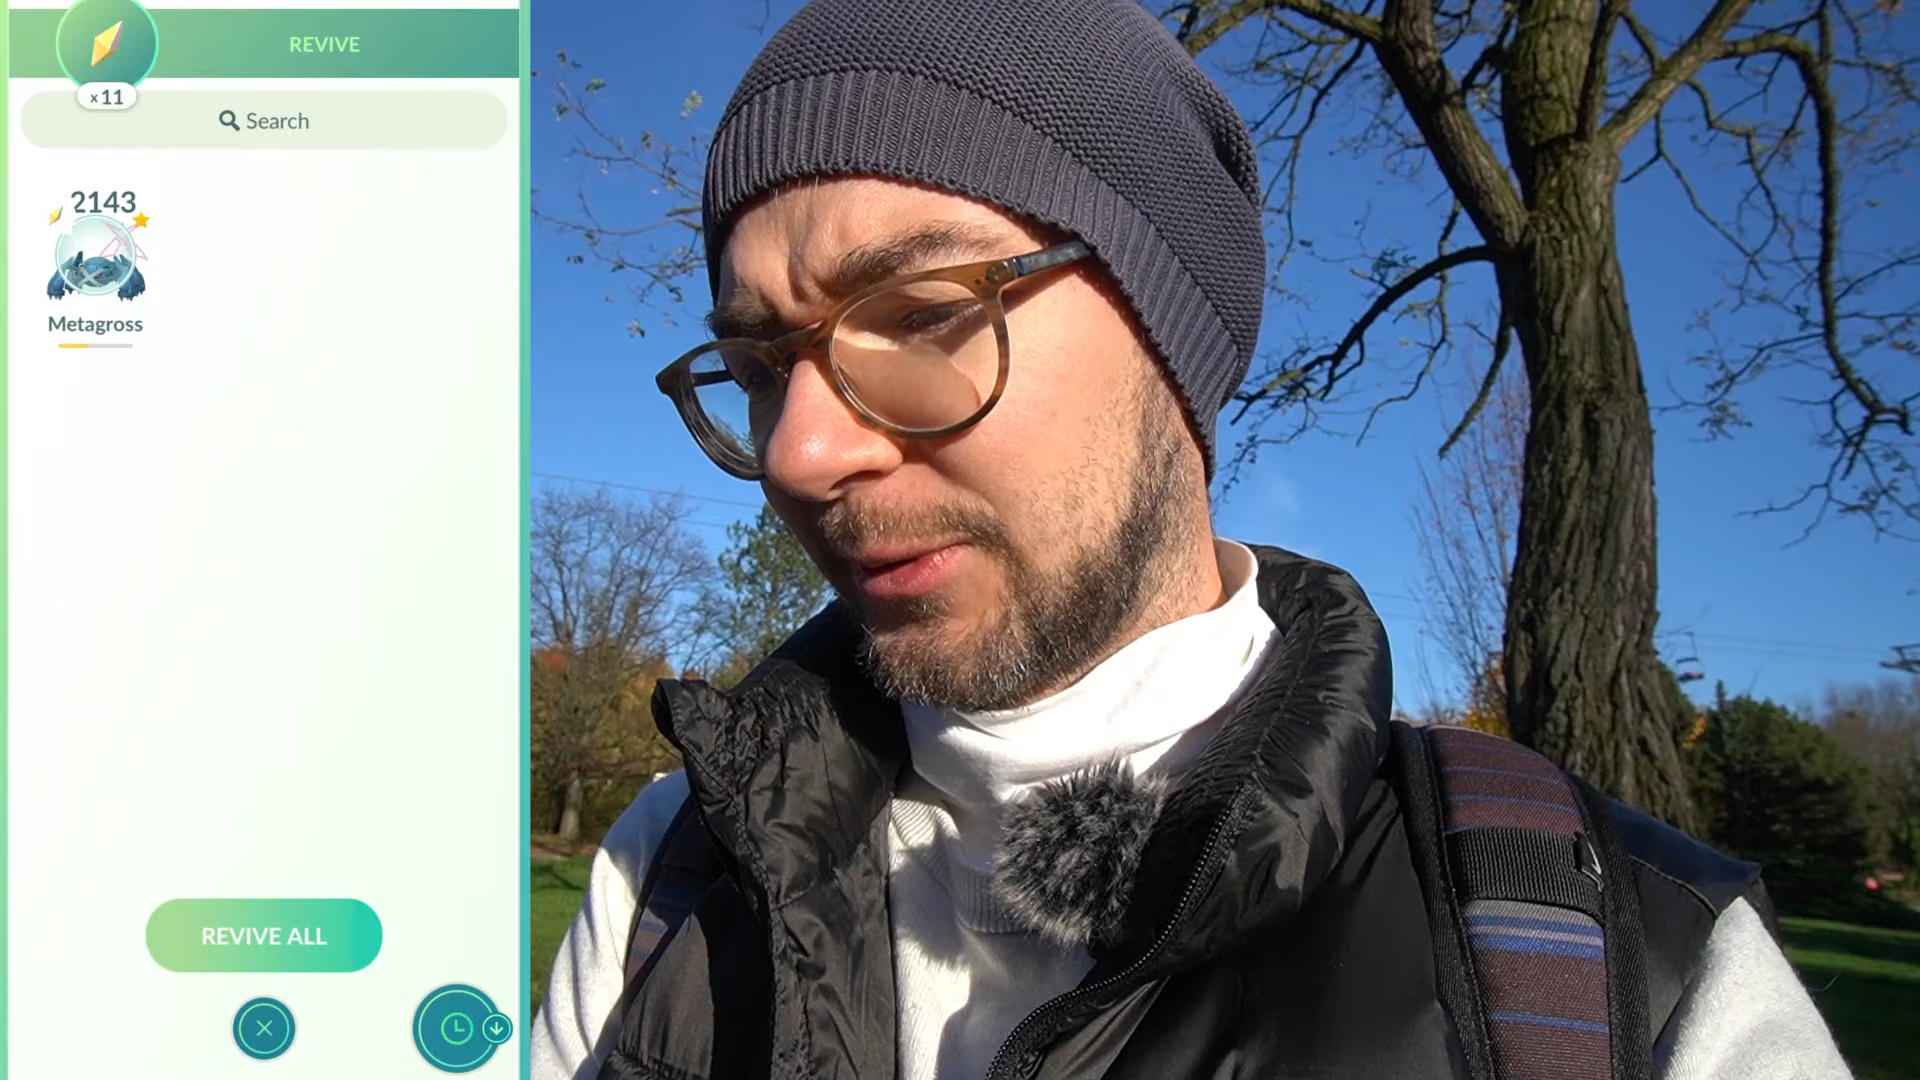 REVIVE
×11
Search
2143
Metagross
REVIVE ALL